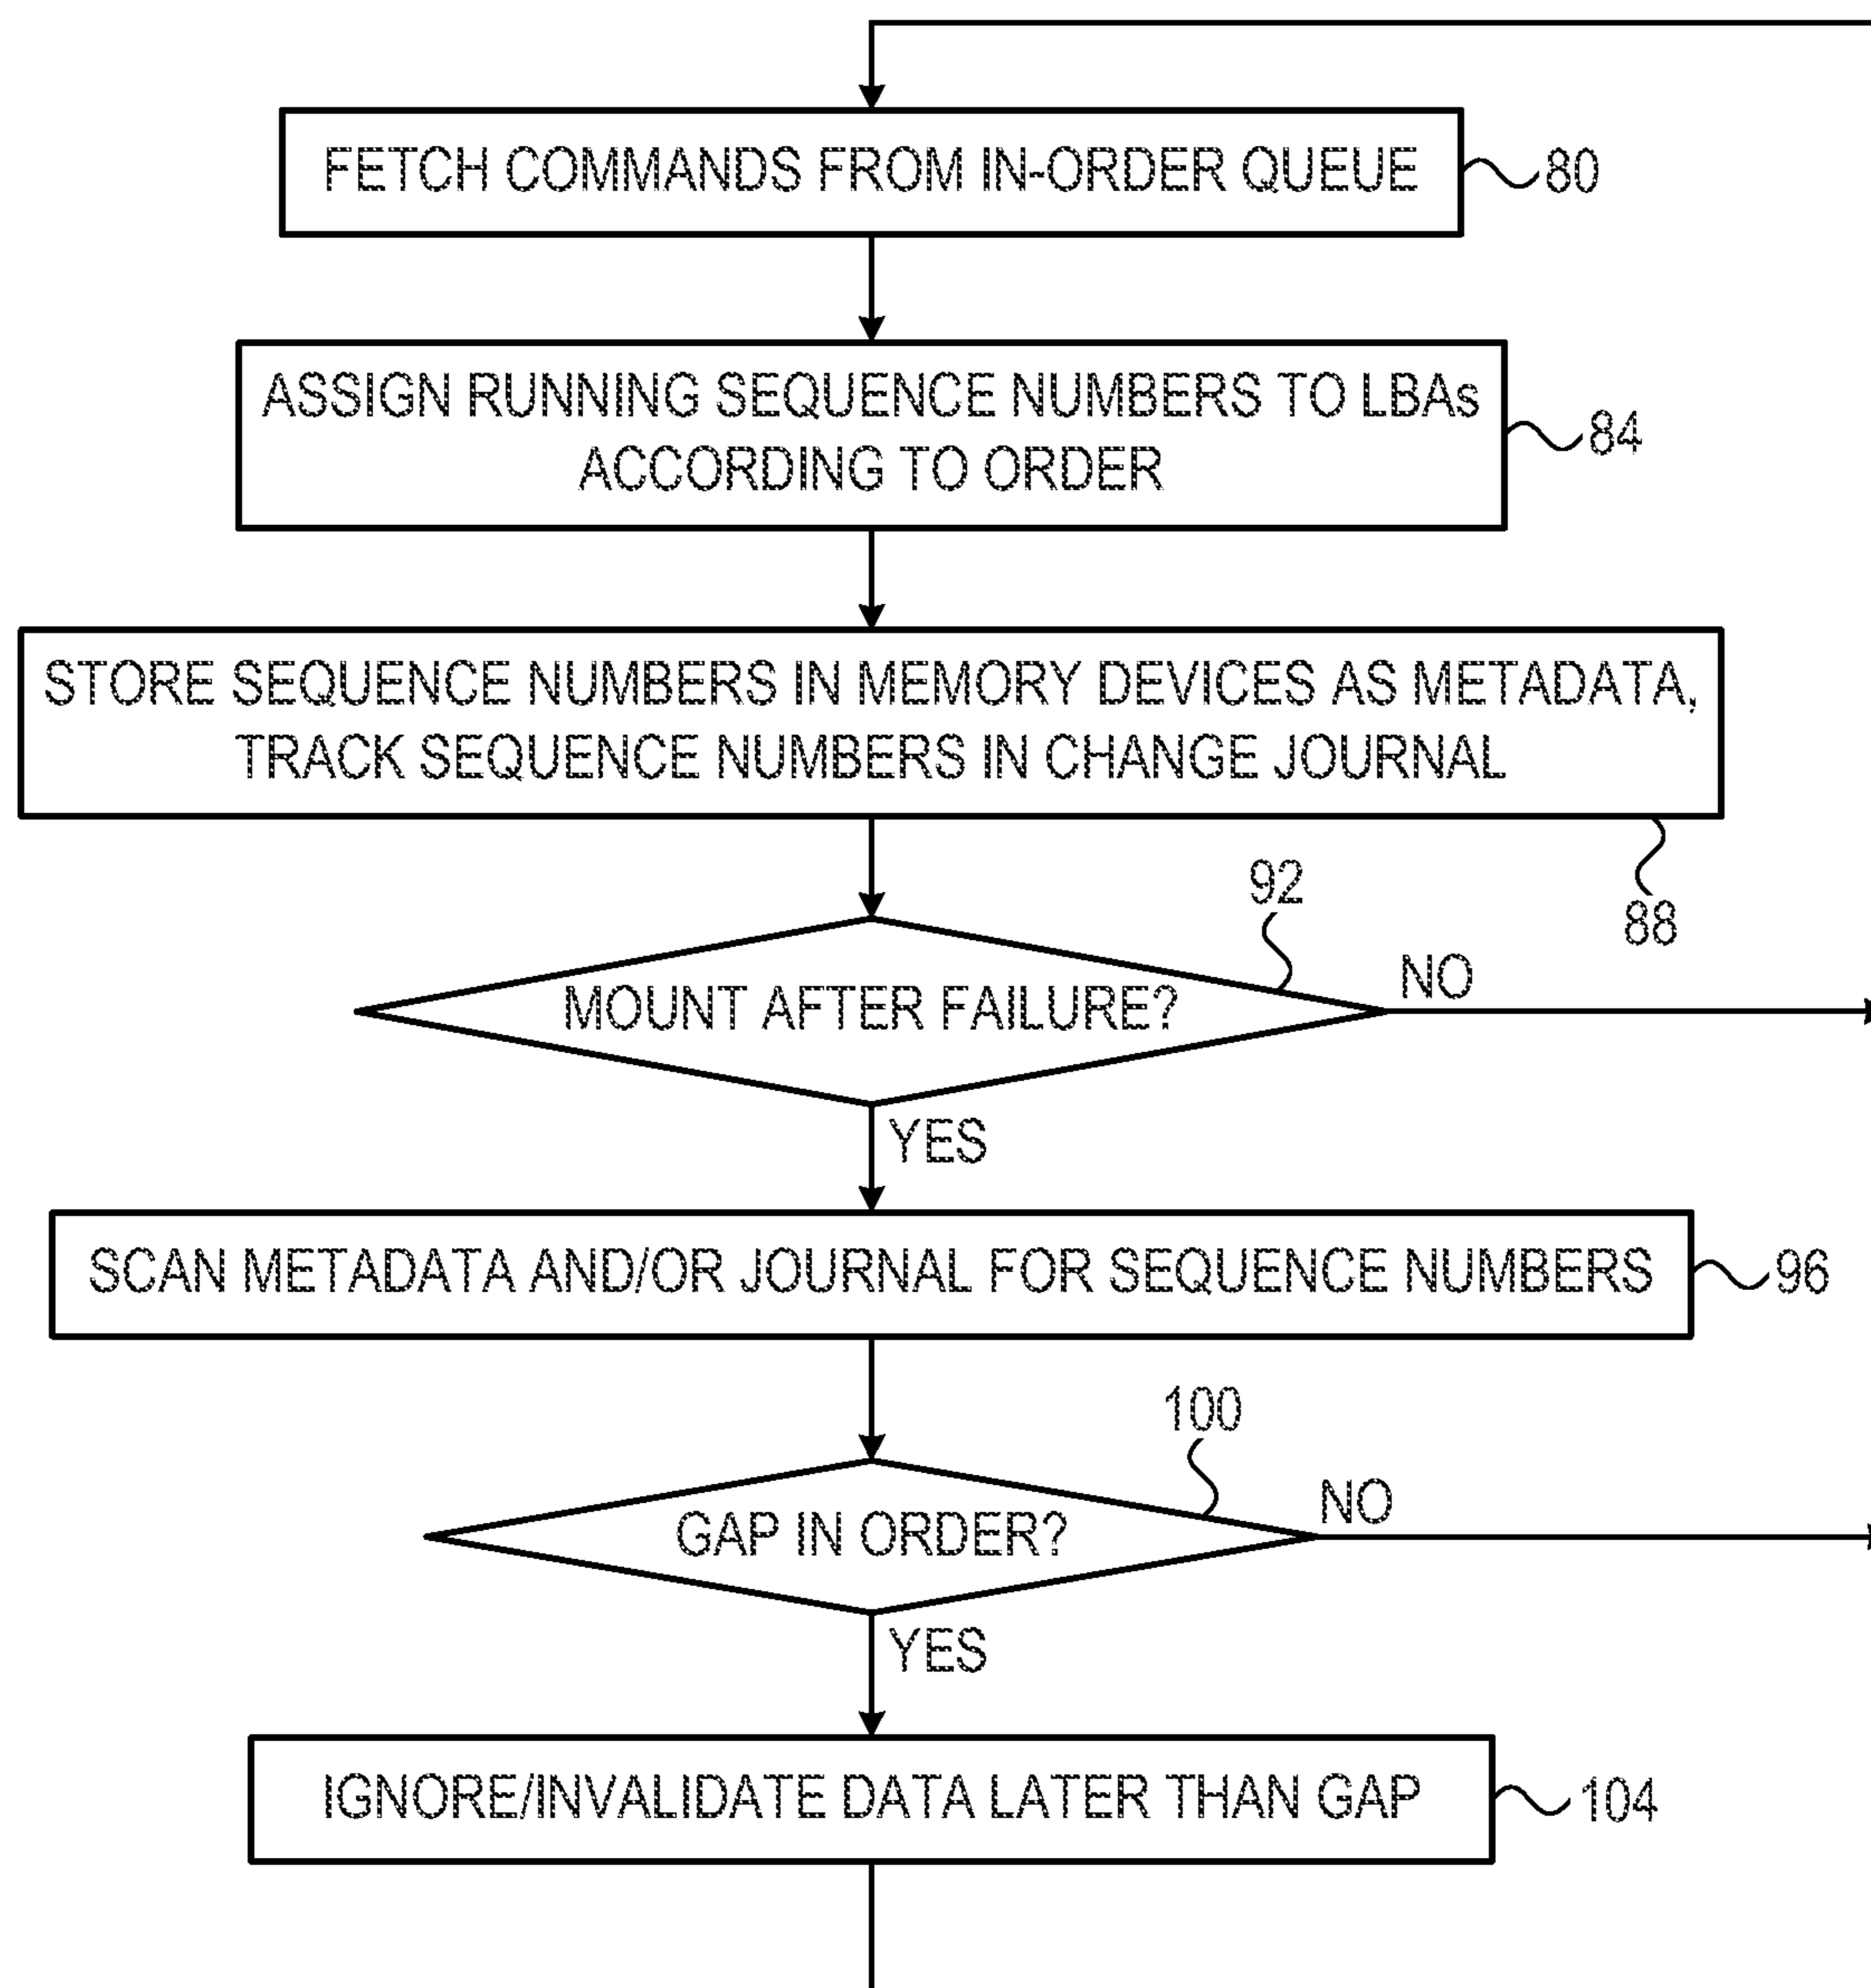 FETCH COMMANDS FROM IN-ORDER QUEUE
80
ASSIGN RUNNING SEQUENCE NUMBERS TO LBAs
ACCORDING TO ORDER
84
STORE SEQUENCE NUMBERS IN MEMORY DEVICES AS METADATA,
TRACK SEQUENCE NUMBERS IN CHANGE JOURNAL
88
92
MOUNT AFTER FAILURE?
NO
YES
SCAN METADATA AND/OR JOURNAL FOR SEQUENCE NUMBERS
96
100
GAP IN ORDER?
NO
YES
IGNORE/INVALIDATE DATA LATER THAN GAP
104